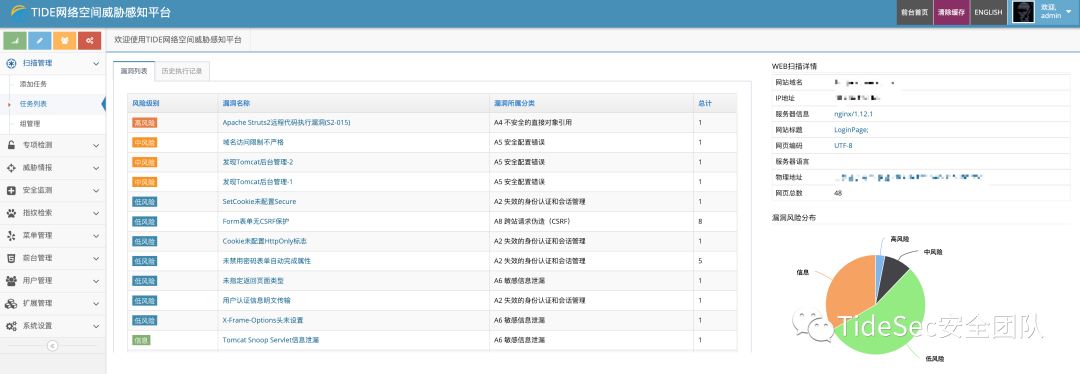 TIDE网络空间威胁感知平台
前台首页 清除缓存 ENGLISH 欢迎, admin
欢迎使用TIDE网络空间威胁感知平台
扫描管理
添加任务
任务列表
组管理
专项检测
威胁情报
安全监测
指纹检索
菜单管理
前台管理
用户管理
扩展管理
系统设置
漏洞列表 历史执行记录
风险级别 漏洞名称 漏洞所属分类 总计
高风险 Apache Struts2远程代码执行漏洞(S2-015) A4 不安全的直接对象引用 1
中风险 域名访问限制不严格 A5 安全配置错误 1
中风险 发现Tomcat后台管理-2 A5 安全配置错误 1
中风险 发现Tomcat后台管理-1 A5 安全配置错误 1
低风险 SetCookie未配置Secure A2 失效的身份认证和会话管理 1
低风险 Form表单无CSRF保护 A8 跨站请求伪造（CSRF） 8
低风险 Cookie未配置HttpOnly标志 A2 失效的身份认证和会话管理 1
低风险 未禁用密码表单自动完成属性 A2 失效的身份认证和会话管理 5
低风险 未指定返回页面类型 A6 敏感信息泄漏 1
低风险 用户认证信息明文传输 A2 失效的身份认证和会话管理 1
低风险 X-Frame-Options头未设置 A6 敏感信息泄漏 1
信息 Tomcat Snoop Servlet信息泄漏 A6 敏感信息泄漏 1
WEB扫描详情
网站域名
IP地址
服务器信息 nginx/1.12.1
网站标题 LoginPage;
网页编码 UTF-8
服务器语言
物理地址
网页总数 48
漏洞风险分布
高风险
中风险
信息
低风险
TideSec安全团队